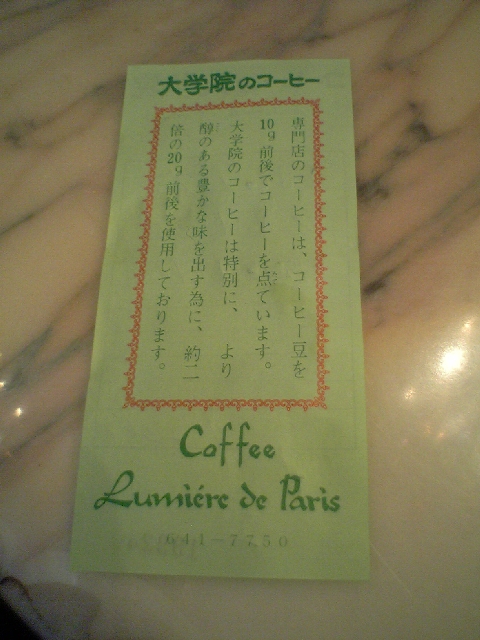 大学院のコーヒー
専門店のコーヒーは、コーヒー豆を
10g前後でコーヒーを点ています。
大学院のコーヒーは特別に、より
醇のある豊かな味を出す為に、約二
倍の20g前後を使用しております。
Coffee
Lumiére de Paris
641-7750